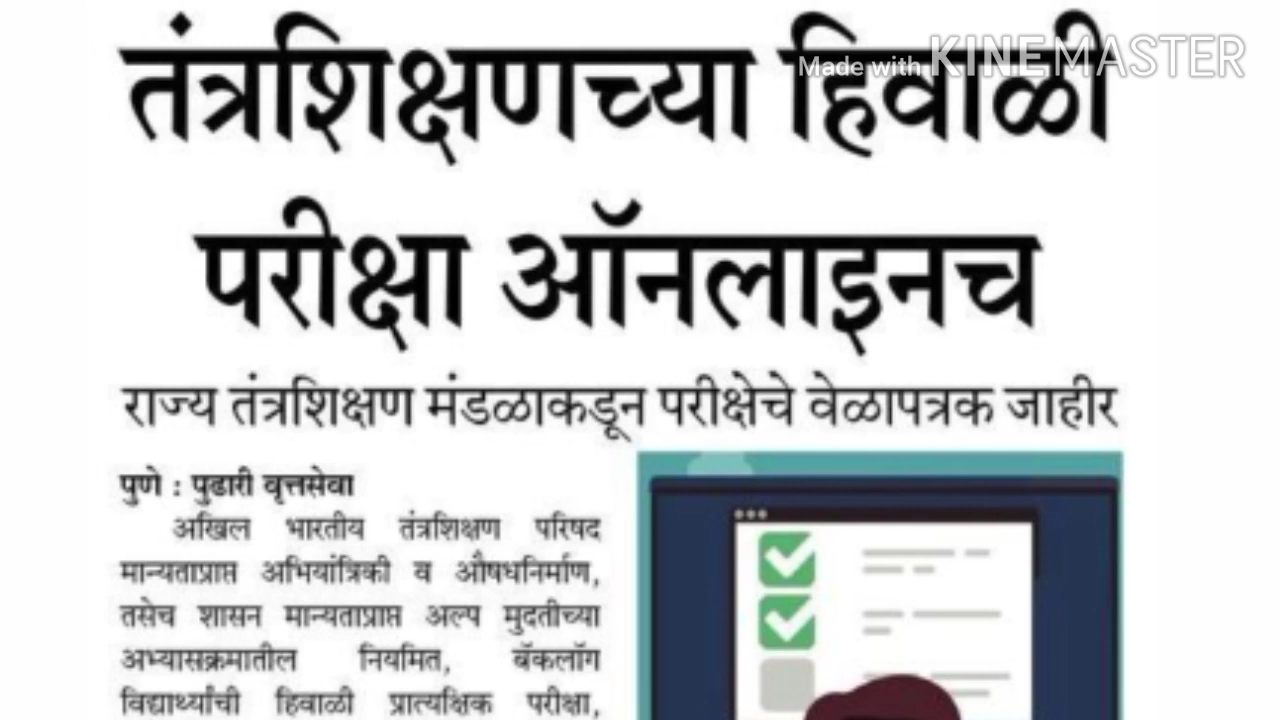 Made with KINEMASTER
तंत्रशिक्षणच्या हिवाळी
परीक्षा ऑनलाइनच
राज्य तंत्रशिक्षण मंडळाकडून परीक्षेचे वेळापत्रक जाहीर
पुणे : पुढारी वृत्तसेवा
अखिल भारतीय तंत्रशिक्षण परिषद
मान्यताप्राप्त अभियांत्रिकी व औषधनिर्माण,
तसेच शासन मान्यताप्राप्त अल्प मुदतीच्या
अभ्यासक्रमातील नियमित, बॅकलॉग
विद्यार्थ्यांची हिवाळी प्रात्यक्षिक परीक्षा,